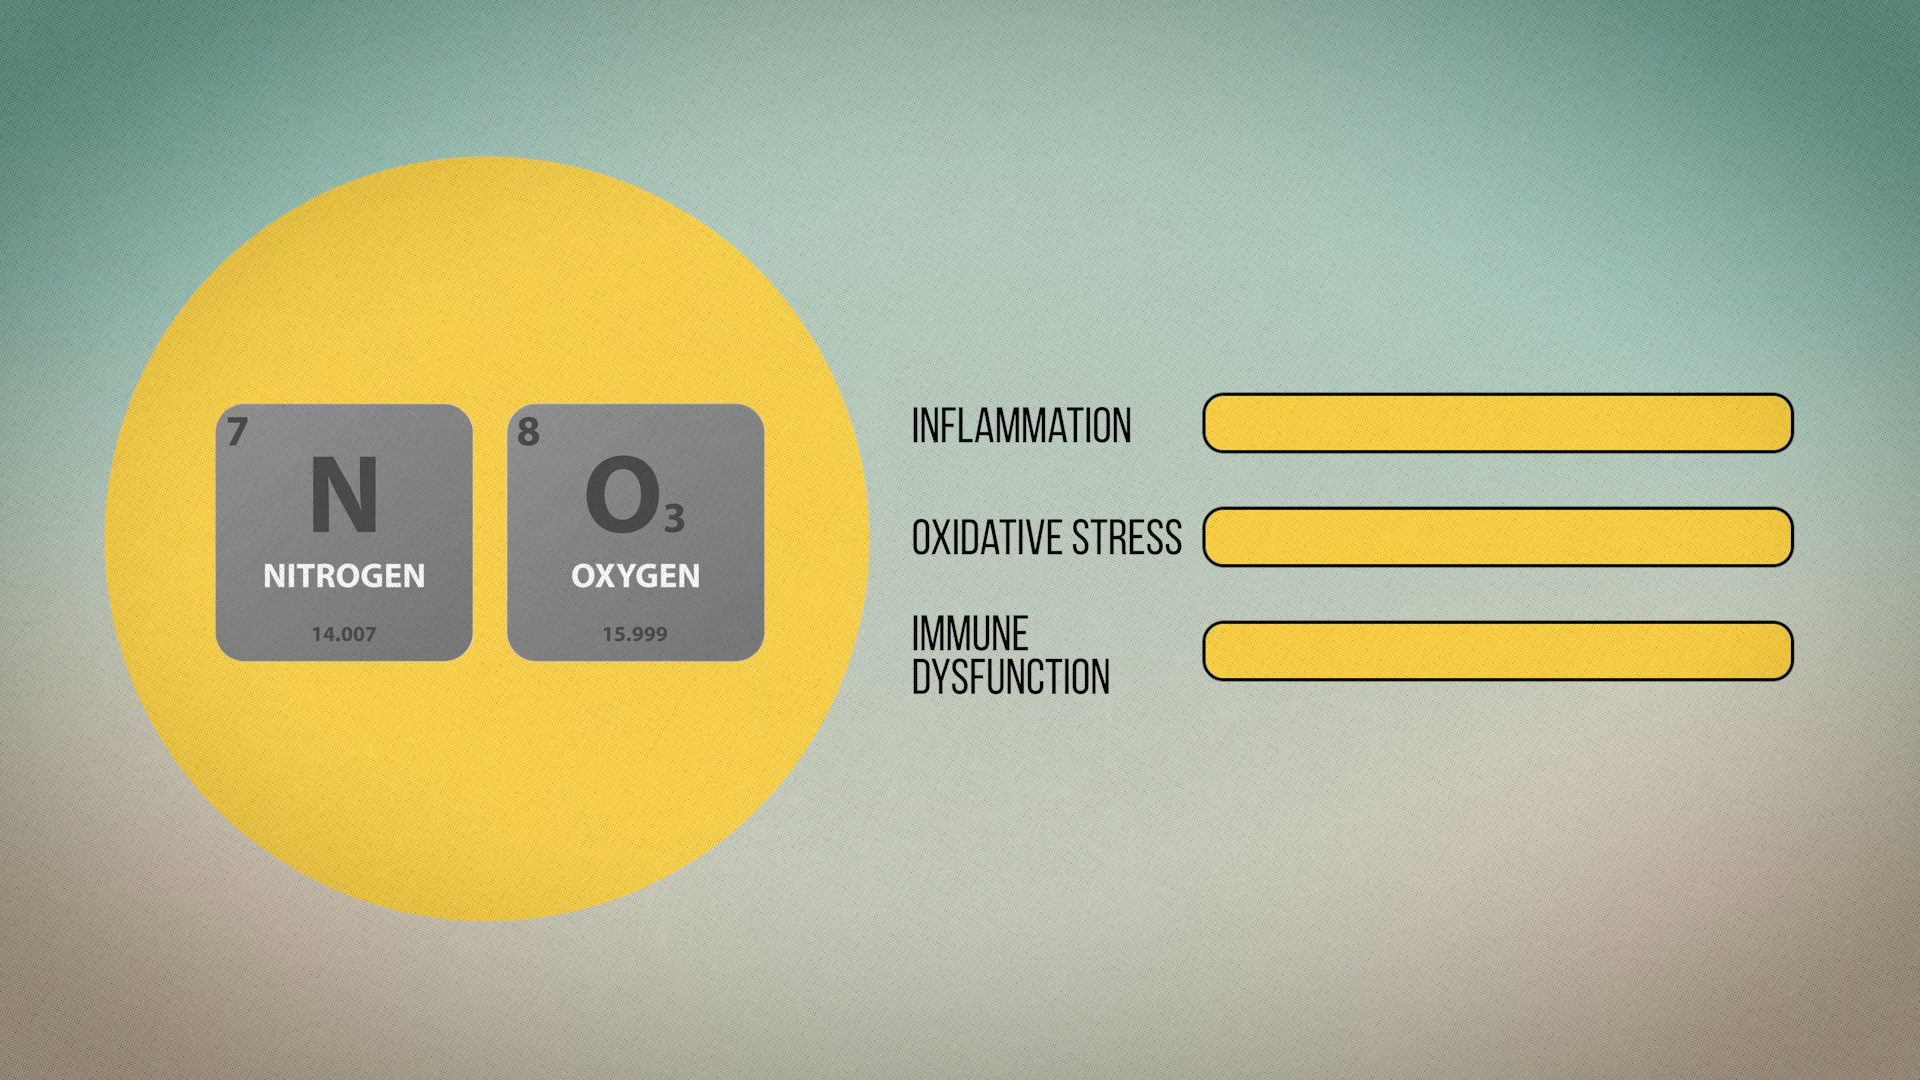 7
N
NITROGEN
14.007
8
O₃
OXYGEN
15.999
INFLAMMATION
OXIDATIVE STRESS
IMMUNE
DYSFUNCTION